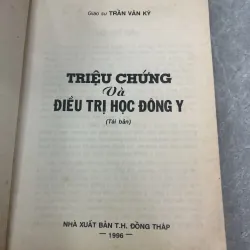 Giáo sư TRẦN VĂN KỲ
TRIỆU CHỨNG
Và
ĐIỀU TRỊ HỌC ĐÔNG Y
(Tái bản)
NHÀ XUẤT BẢN T.H. ĐỒNG THÁP
— 1996 —